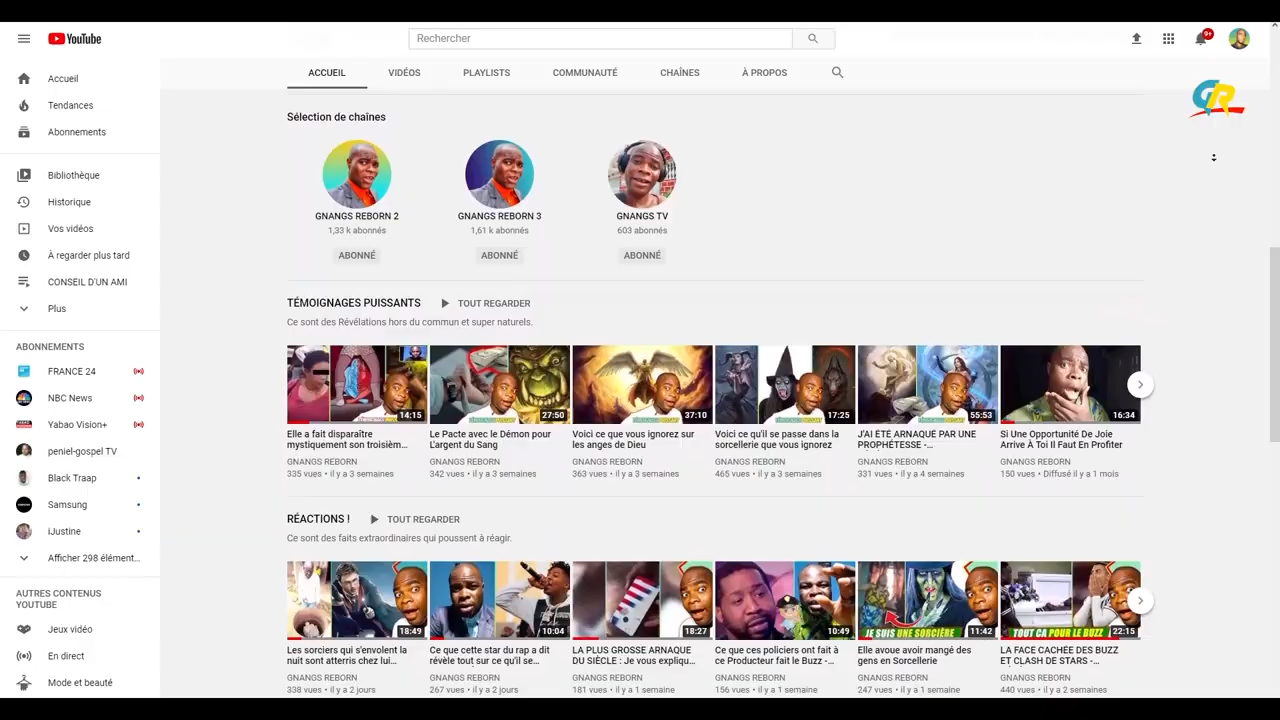 YouTube
Rechercher
9+
Accueil
Tendances
Abonnements
Bibliothèque
Historique
Vos vidéos
À regarder plus tard
CONSEIL D'UN AMI
Plus
ABONNEMENTS
FRANCE 24
NBC News
Yabao Vision+
peniel-gospel TV
Black Traap
Samsung
iJustine
Afficher 298 élément...
AUTRES CONTENUS
YOUTUBE
Jeux vidéo
En direct
Mode et beauté
ACCUEIL VIDÉOS PLAYLISTS COMMUNAUTÉ CHAÎNES À PROPOS
GR
Sélection de chaînes
GNANGS REBORN 2 GNANGS REBORN 3 GNANGS TV
1,33 k abonnés 1,61 k abonnés 603 abonnés
ABONNÉ ABONNÉ ABONNÉ
TÉMOIGNAGES PUISSANTS TOUT REGARDER
Ce sont des Révélations hors du commun et super naturels.
14:15 27:50 37:10 17:25 55:53 16:34
Elle a fait disparaître Le Pacte avec le Démon pour Voici ce que vous ignorez sur Voici ce qu'il se passe dans la J'AI ÉTÉ ARNAQUÉ PAR UNE Si Une Opportunité De Joie
mystiquement son troisièm... L'argent du Sang les anges de Dieu sorcellerie que vous ignorez PROPHÉTESSE -... Arrive À Toi Il Faut En Profiter
GNANGS REBORN GNANGS REBORN GNANGS REBORN GNANGS REBORN GNANGS REBORN GNANGS REBORN
335 vues • il y a 3 semaines 342 vues • il y a 3 semaines 363 vues • il y a 3 semaines 465 vues • il y a 3 semaines 331 vues • il y a 4 semaines 150 vues • Diffusé il y a 1 mois
RÉACTIONS ! TOUT REGARDER
Ce sont des faits extraordinaires qui poussent à réagir.
JE SUIS UNE SORCIÈRE TOUT ÇA POUR LE BUZZ
18:49 10:04 18:27 10:49 11:42 22:15
Les sorciers qui s'envolent la Ce que cette star du rap a dit LA PLUS GROSSE ARNAQUE Ce que ces policiers ont fait à Elle avoue avoir mangé des LA FACE CACHÉE DES BUZZ
nuit sont atterris chez lui... révèle tout sur ce qu'il se... DU SIÈCLE : Je vous expliqu... ce Producteur fait le Buzz -... gens en Sorcellerie ET CLASH DE STARS -...
GNANGS REBORN GNANGS REBORN GNANGS REBORN GNANGS REBORN GNANGS REBORN GNANGS REBORN
338 vues • il y a 2 jours 267 vues • il y a 2 jours 181 vues • il y a 1 semaine 156 vues • il y a 1 semaine 247 vues • il y a 1 semaine 440 vues • il y a 2 semaines